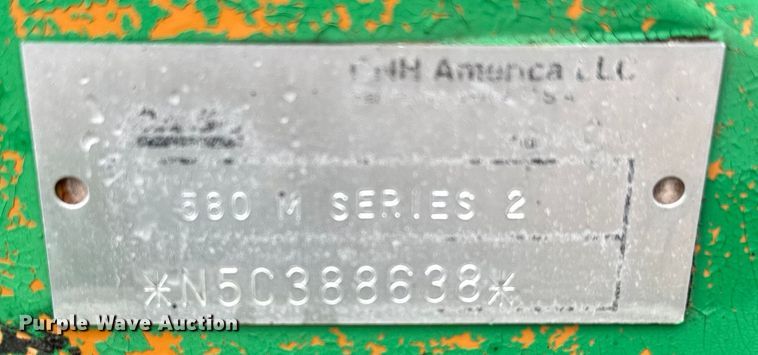 CNH America LLC
580 M SERIES 2
*N5C388638*
Purple Wave Auction